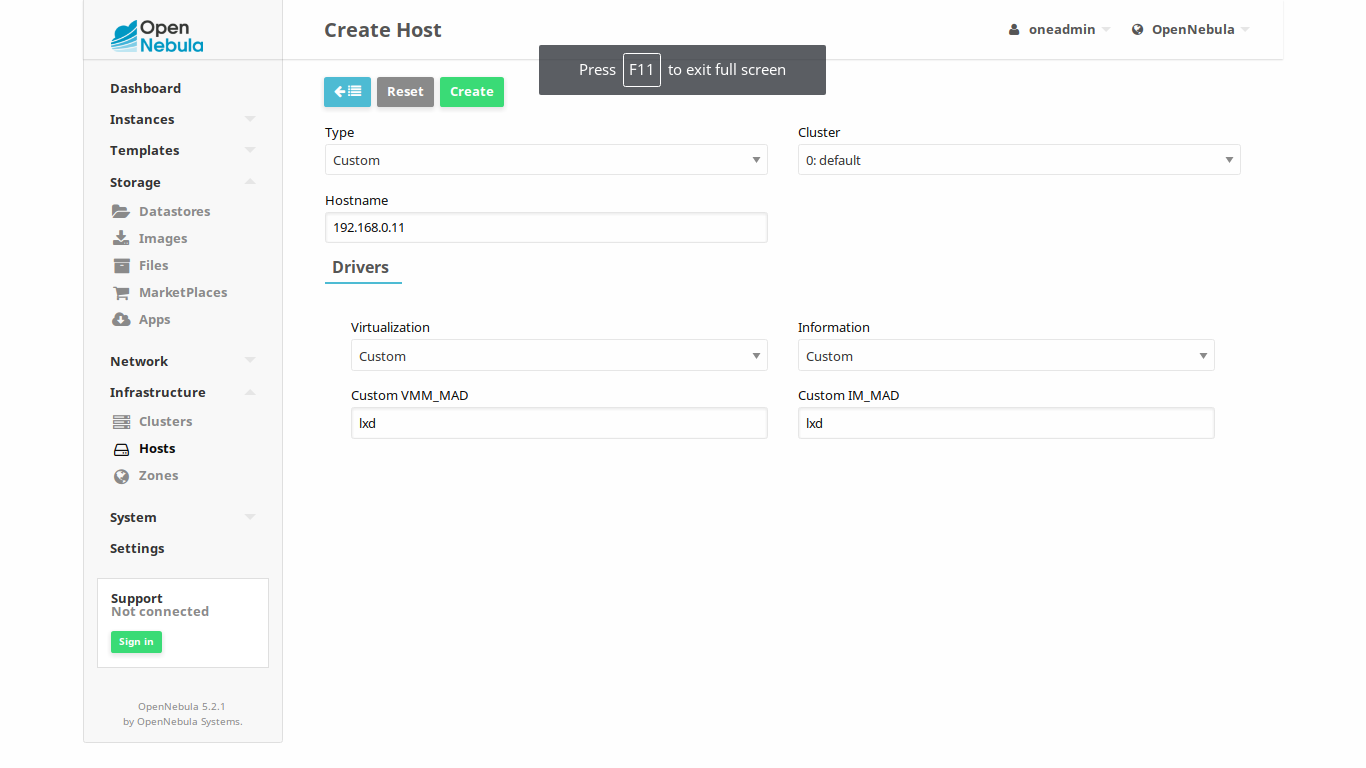 Open
Nebula
Create Host
oneadmin
OpenNebula
Press F11 to exit full screen
Dashboard
Instances
Templates
Storage
Datastores
Images
Files
MarketPlaces
Apps
Network
Infrastructure
Clusters
Hosts
Zones
System
Settings
Support
Not connected
Sign in
OpenNebula 5.2.1
by OpenNebula Systems.
Reset
Create
Type
Custom
Cluster
0: default
Hostname
192.168.0.11
Drivers
Virtualization
Custom
Information
Custom
Custom VMM_MAD
lxd
Custom IM_MAD
lxd